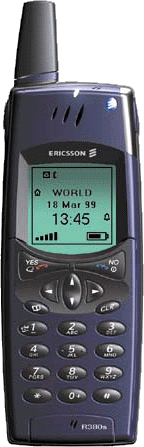 ERICSSON
WORLD
18 Mar 99
13:45
YES
NO
CLR
1
2 ABC
3 DEF
4 GHI
5 JKL
6 MNO
7 PQRS
8 TUV
9 WXYZ
* 0+ #
R380s